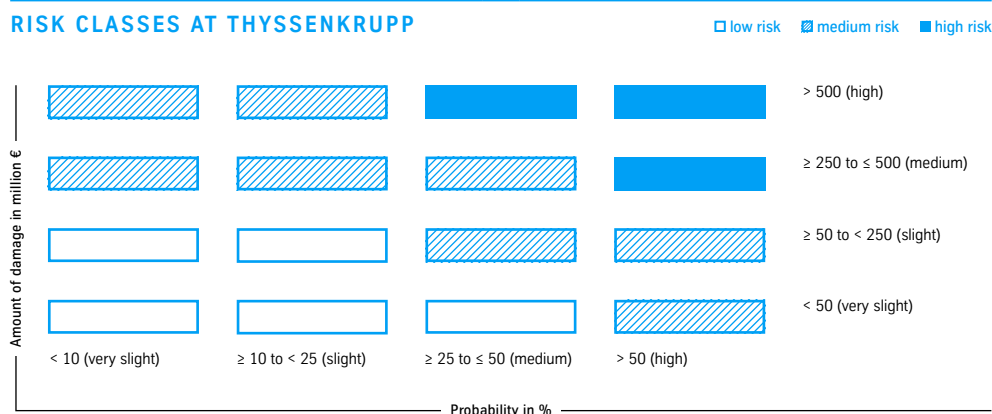 RISK CLASSES AT THYSSENKRUPP
low risk medium risk high risk
> 500 (high)
≥ 250 to ≤ 500 (medium)
≥ 50 to < 250 (slight)
< 50 (very slight)
Amount of damage in million €
< 10 (very slight) ≥ 10 to < 25 (slight) ≥ 25 to ≤ 50 (medium) > 50 (high)
Probability in %